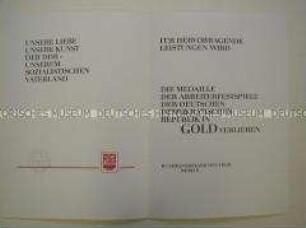 UNSERE LIEBE
UNSERE KUNST
DER DDR -
UNSEREM
SOZIALISTISCHEN
VATERLAND
FÜR HERVORRAGENDE
LEISTUNGEN WIRD
DIE MEDAILLE
DER ARBEITERFESTSPIELE
DER DEUTSCHEN
DEMOKRATISCHEN
REPUBLIK IN
GOLD VERLIEHEN